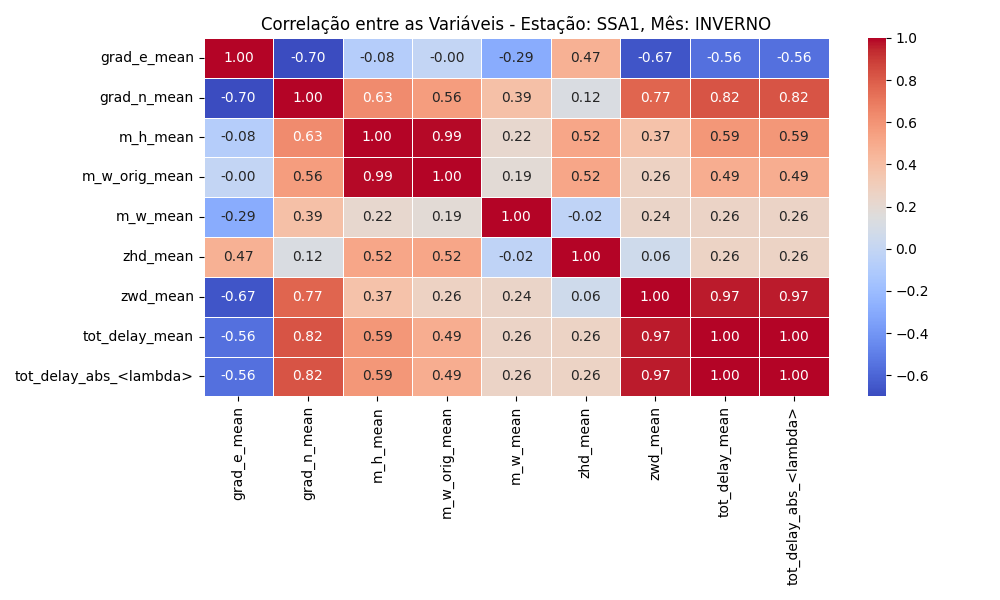 Correlação entre as Variáveis - Estação: SSA1, Mês: INVERNO
grad_e_mean 1.00 -0.70 -0.08 -0.00 -0.29 0.47 -0.67 -0.56 -0.56
grad_n_mean -0.70 1.00 0.63 0.56 0.39 0.12 0.77 0.82 0.82
m_h_mean -0.08 0.63 1.00 0.99 0.22 0.52 0.37 0.59 0.59
m_w_orig_mean -0.00 0.56 0.99 1.00 0.19 0.52 0.26 0.49 0.49
m_w_mean -0.29 0.39 0.22 0.19 1.00 -0.02 0.24 0.26 0.26
zhd_mean 0.47 0.12 0.52 0.52 -0.02 1.00 0.06 0.26 0.26
zwd_mean -0.67 0.77 0.37 0.26 0.24 0.06 1.00 0.97 0.97
tot_delay_mean -0.56 0.82 0.59 0.49 0.26 0.26 0.97 1.00 1.00
tot_delay_abs_<lambda> -0.56 0.82 0.59 0.49 0.26 0.26 0.97 1.00 1.00
grad_e_mean
grad_n_mean
m_h_mean
m_w_orig_mean
m_w_mean
zhd_mean
zwd_mean
tot_delay_mean
tot_delay_abs_<lambda>
1.0
0.8
0.6
0.4
0.2
0.0
−0.2
−0.4
−0.6